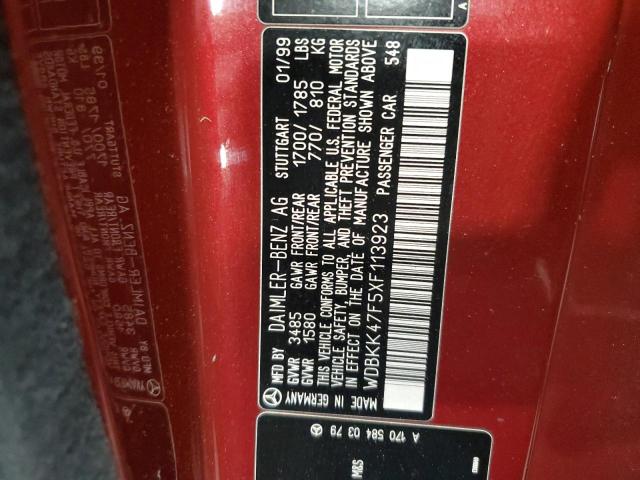 MFD BY DAIMLER-BENZ AG STUTTGART 01/99
GVWR 3485 GAWR FRONT/REAR 1700/ 1785 LBS
GVWR 1580 GAWR FRONT/REAR 770/ 810 KG
THIS VEHICLE CONFORMS TO ALL APPLICABLE U.S. FEDERAL MOTOR
VEHICLE SAFETY, BUMPER, AND THEFT PREVENTION STANDARDS
IN EFFECT ON THE DATE OF MANUFACTURE SHOWN ABOVE
WDBKK47F5XF113923 PASSENGER CAR 548
MADE IN GERMANY
A 170 584 03 79
A